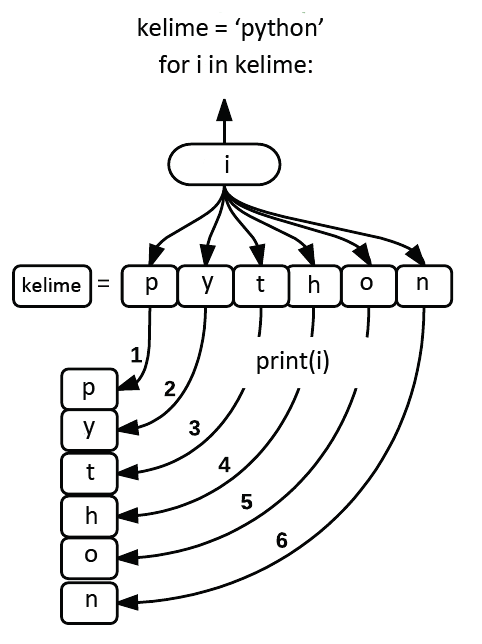 kelime = ‘python’
for i in kelime:
i
kelime = p y t h o n
print(i)
1
p
2
y
3
t
4
h
5
o
6
n